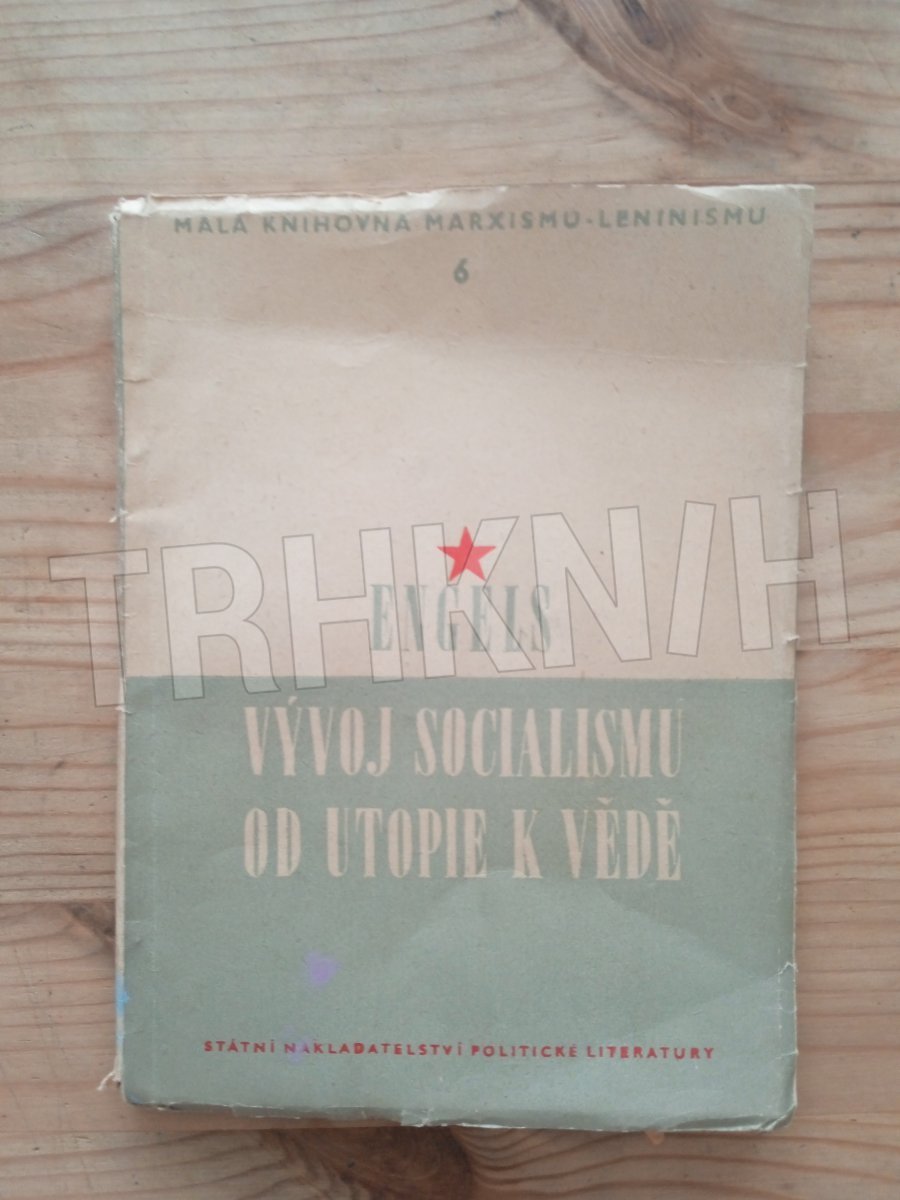 MALÁ KNIHOVNA MARXISMU-LENINISMU
6
TRHKNIH
ENGELS
VÝVOJ SOCIALISMU
OD UTOPIE K VĚDĚ
STÁTNÍ NAKLADATELSTVÍ POLITICKÉ LITERATURY